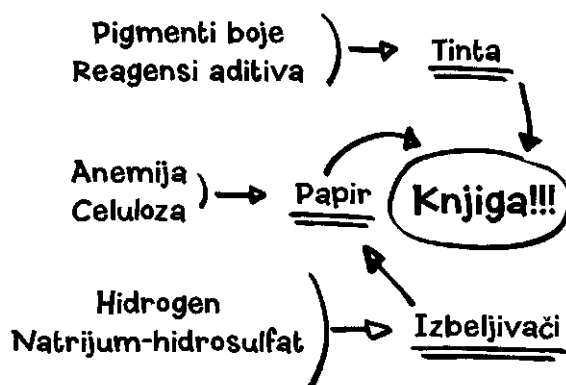 Pigmenti boje
Reagensi aditiva
Tinta
Anemija
Celuloza
Papir
Knjiga!!!
Hidrogen
Natrijum-hidrosulfat
Izbeljivači